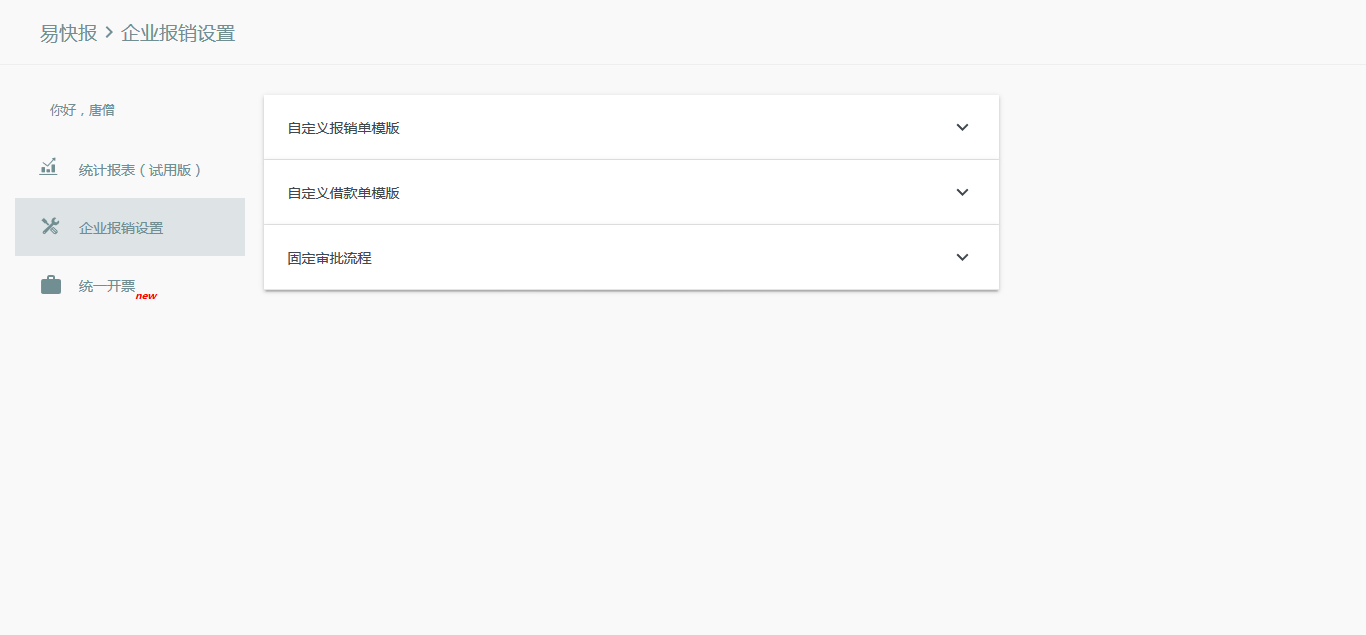 易快报 > 企业报销设置
你好，唐僧
统计报表（试用版）
企业报销设置
统一开票 new
自定义报销单模版
自定义借款单模版
固定审批流程